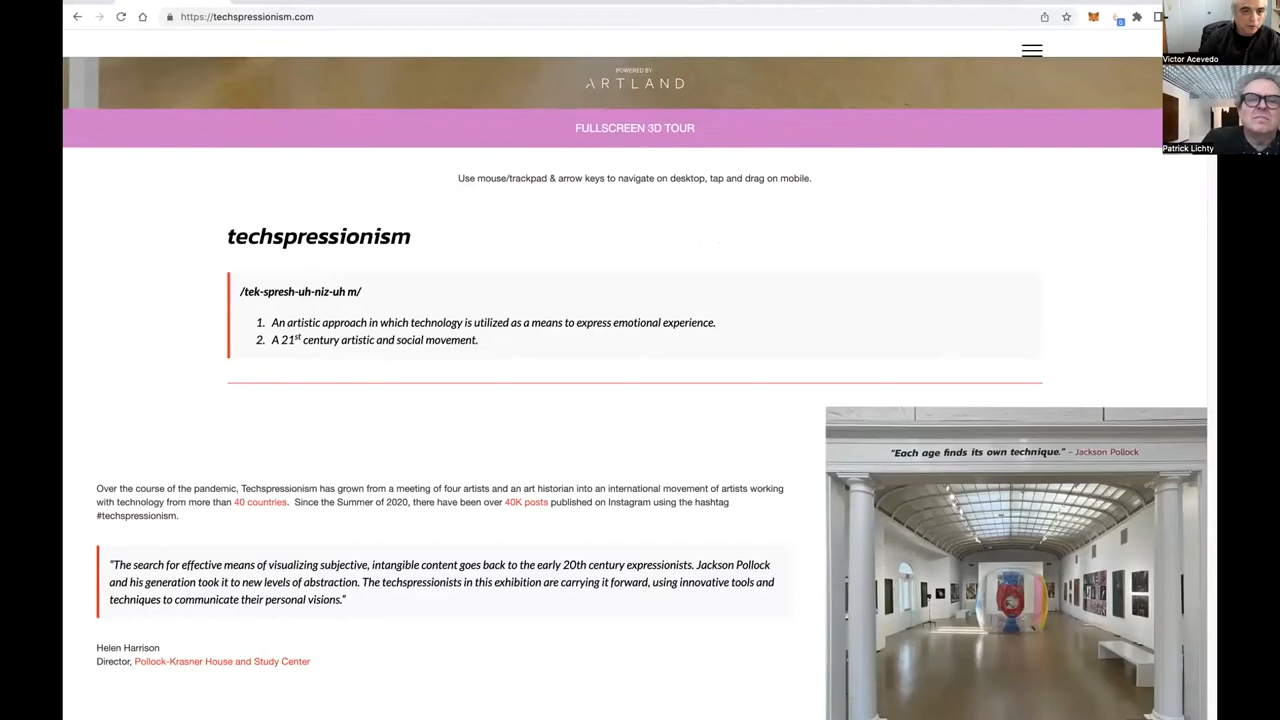 https://techspressionism.com
Victor Acevedo
POWERED BY
ARTLAND
FULLSCREEN 3D TOUR
Patrick Lichty
Use mouse/trackpad & arrow keys to navigate on desktop, tap and drag on mobile.
techspressionism
/tek-spresh-uh-niz-uh m/
1. An artistic approach in which technology is utilized as a means to express emotional experience.
2. A 21st century artistic and social movement.
"Each age finds its own technique." – Jackson Pollock
Over the course of the pandemic, Techspressionism has grown from a meeting of four artists and an art historian into an international movement of artists working
with technology from more than 40 countries. Since the Summer of 2020, there have been over 40K posts published on Instagram using the hashtag
#techspressionism.
"The search for effective means of visualizing subjective, intangible content goes back to the early 20th century expressionists. Jackson Pollock
and his generation took it to new levels of abstraction. The techspressionists in this exhibition are carrying it forward, using innovative tools and
techniques to communicate their personal visions."
Helen Harrison
Director, Pollock-Krasner House and Study Center